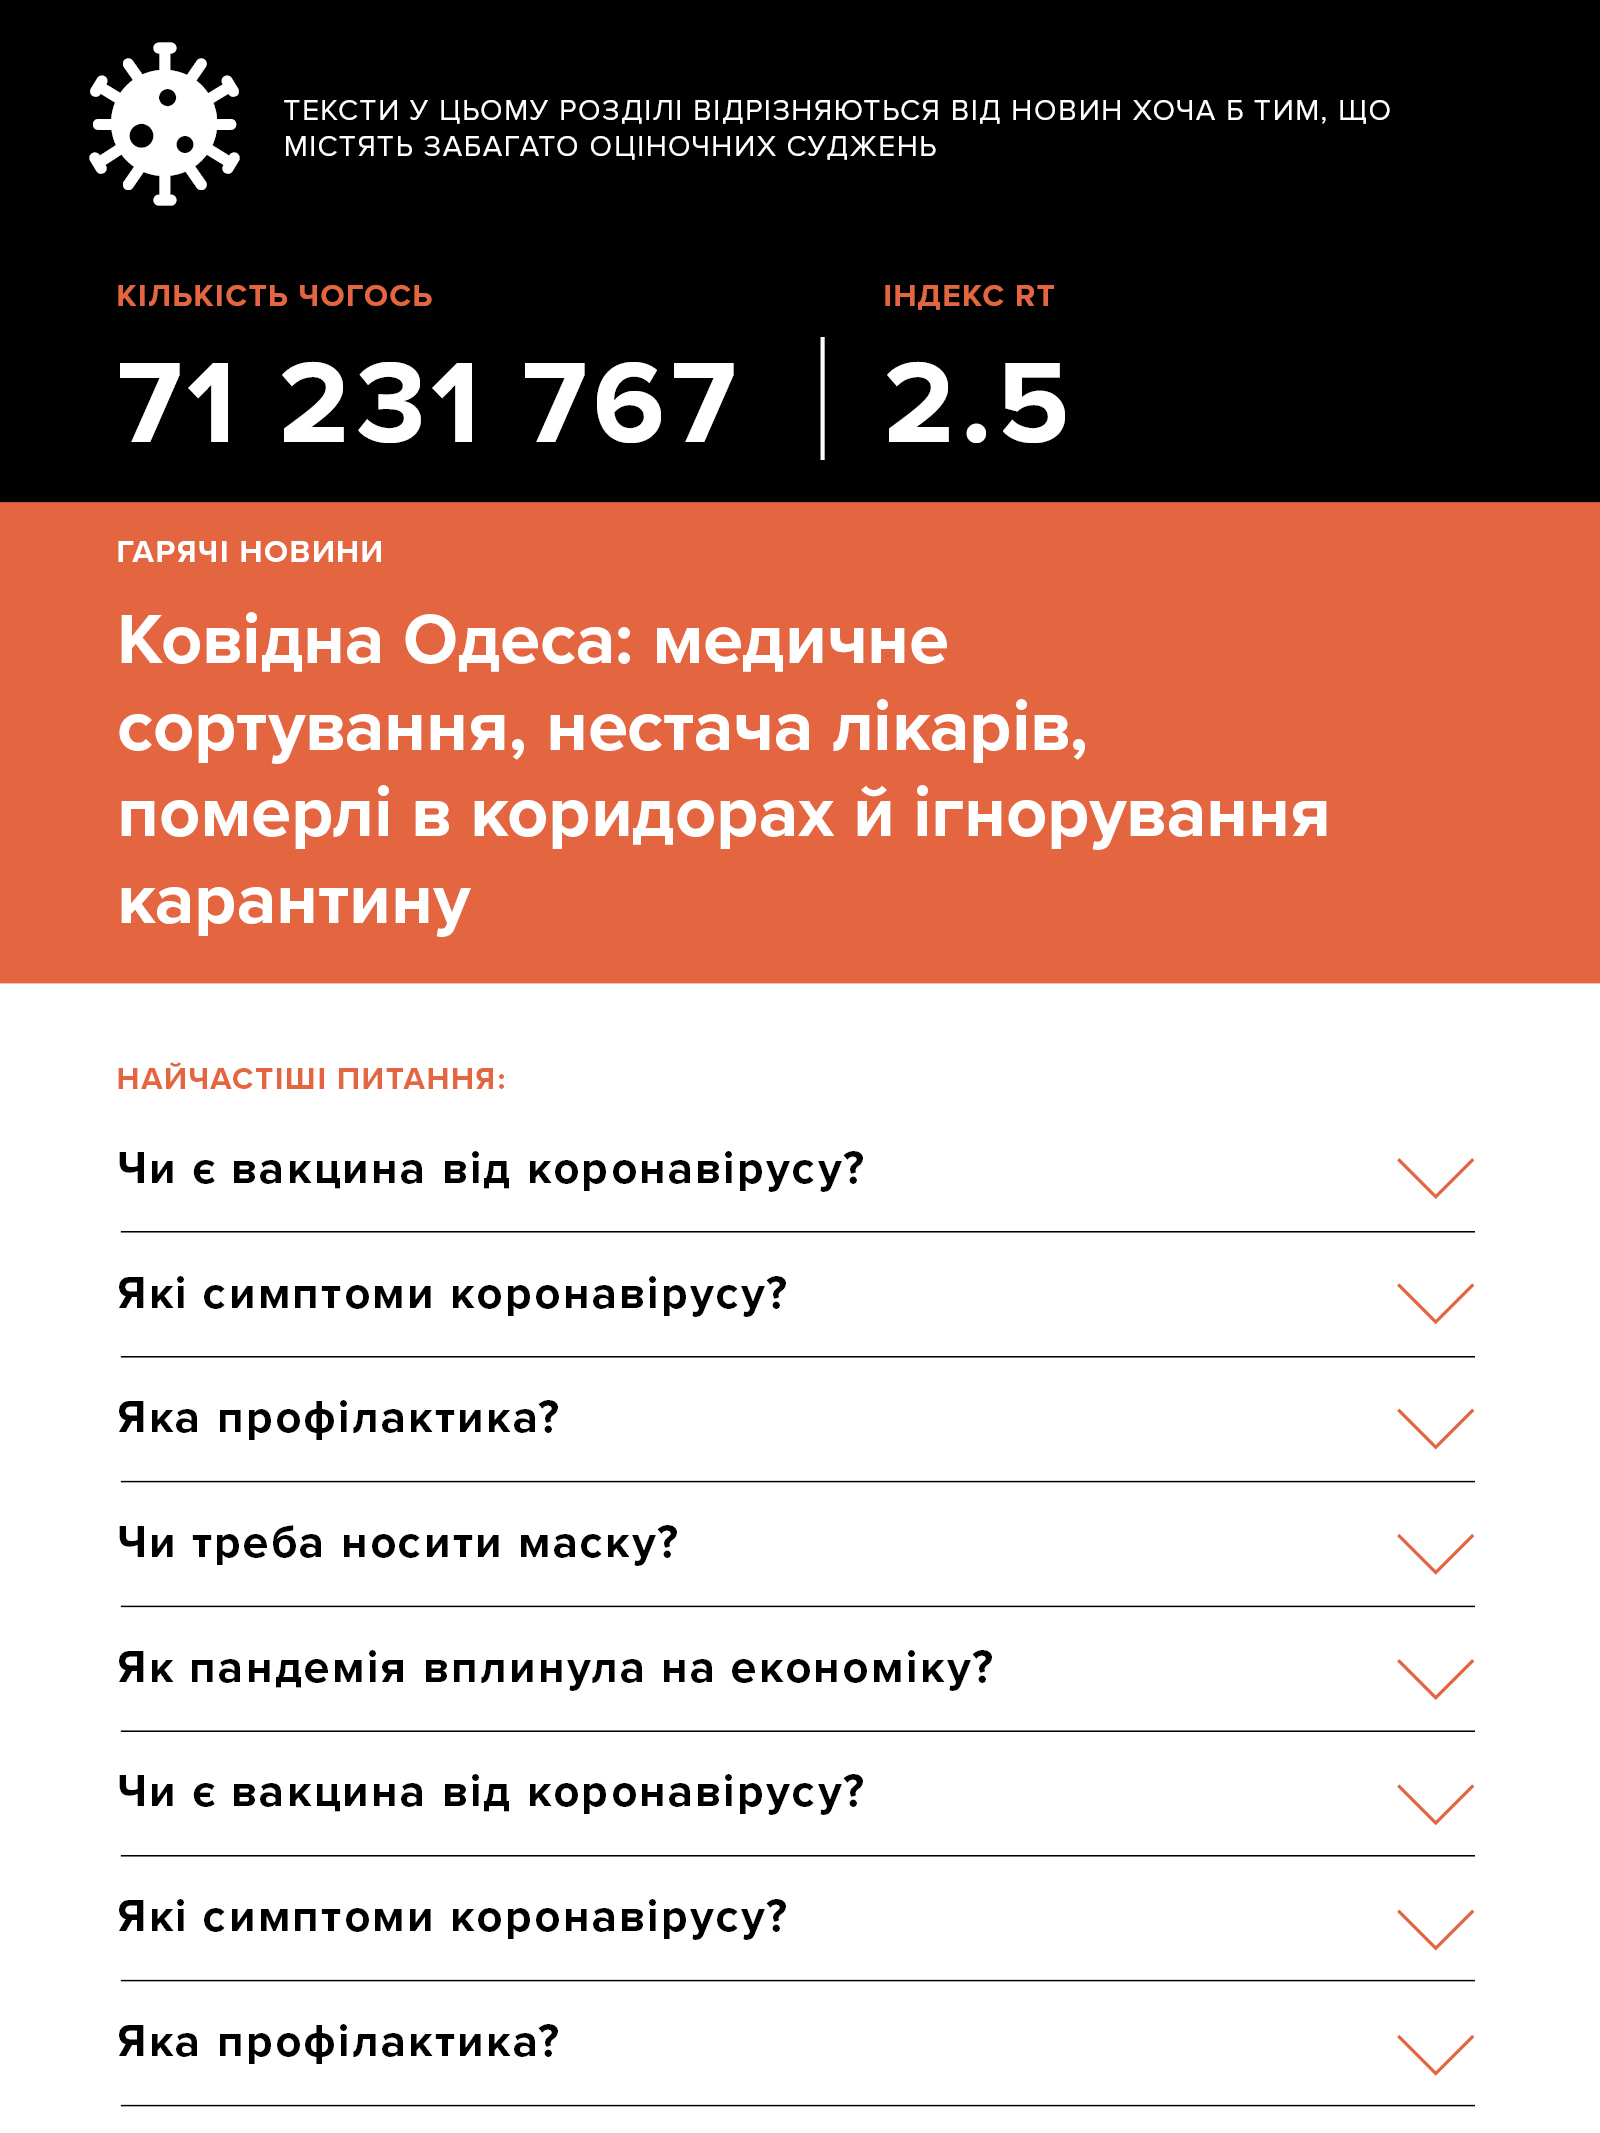 ТЕКСТИ У ЦЬОМУ РОЗДІЛІ ВІДРІЗНЯЮТЬСЯ ВІД НОВИН ХОЧА Б ТИМ, ЩО
МІСТЯТЬ ЗАБАГАТО ОЦІНОЧНИХ СУДЖЕНЬ
КІЛЬКІСТЬ ЧОГОСЬ
71 231 767
ІНДЕКС RT
2.5
ГАРЯЧІ НОВИНИ
Ковідна Одеса: медичне
сортування, нестача лікарів,
померлі в коридорах й ігнорування
карантину
НАЙЧАСТІШІ ПИТАННЯ:
Чи є вакцина від коронавірусу?
Які симптоми коронавірусу?
Яка профілактика?
Чи треба носити маску?
Як пандемія вплинула на економіку?
Чи є вакцина від коронавірусу?
Які симптоми коронавірусу?
Яка профілактика?